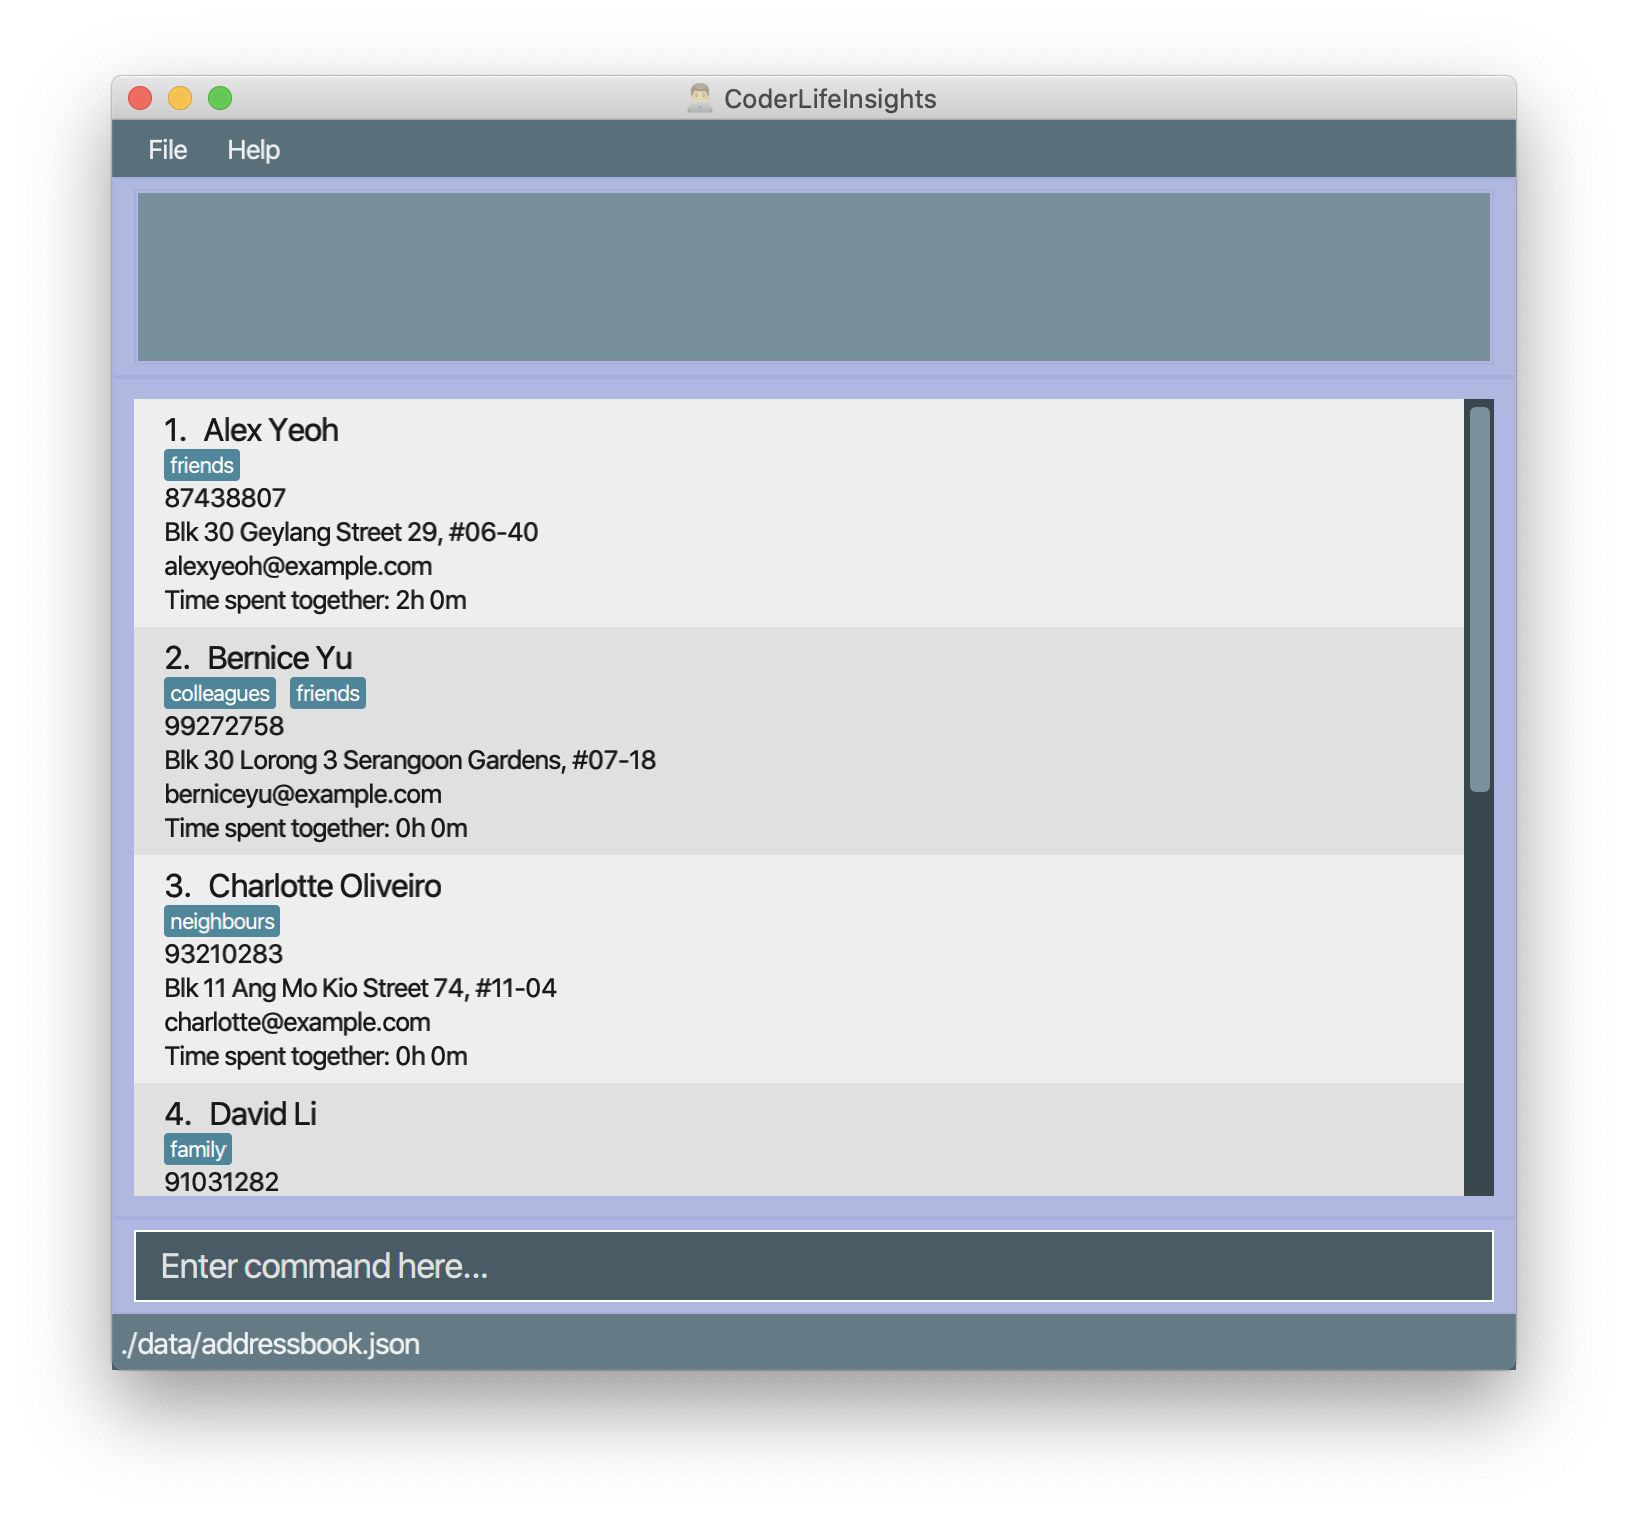 CoderLifeInsights
File Help
1. Alex Yeoh
friends
87438807
Blk 30 Geylang Street 29, #06-40
alexyeoh@example.com
Time spent together: 2h 0m
2. Bernice Yu
colleagues friends
99272758
Blk 30 Lorong 3 Serangoon Gardens, #07-18
berniceyu@example.com
Time spent together: 0h 0m
3. Charlotte Oliveiro
neighbours
93210283
Blk 11 Ang Mo Kio Street 74, #11-04
charlotte@example.com
Time spent together: 0h 0m
4. David Li
family
91031282
Enter command here...
./data/addressbook.json